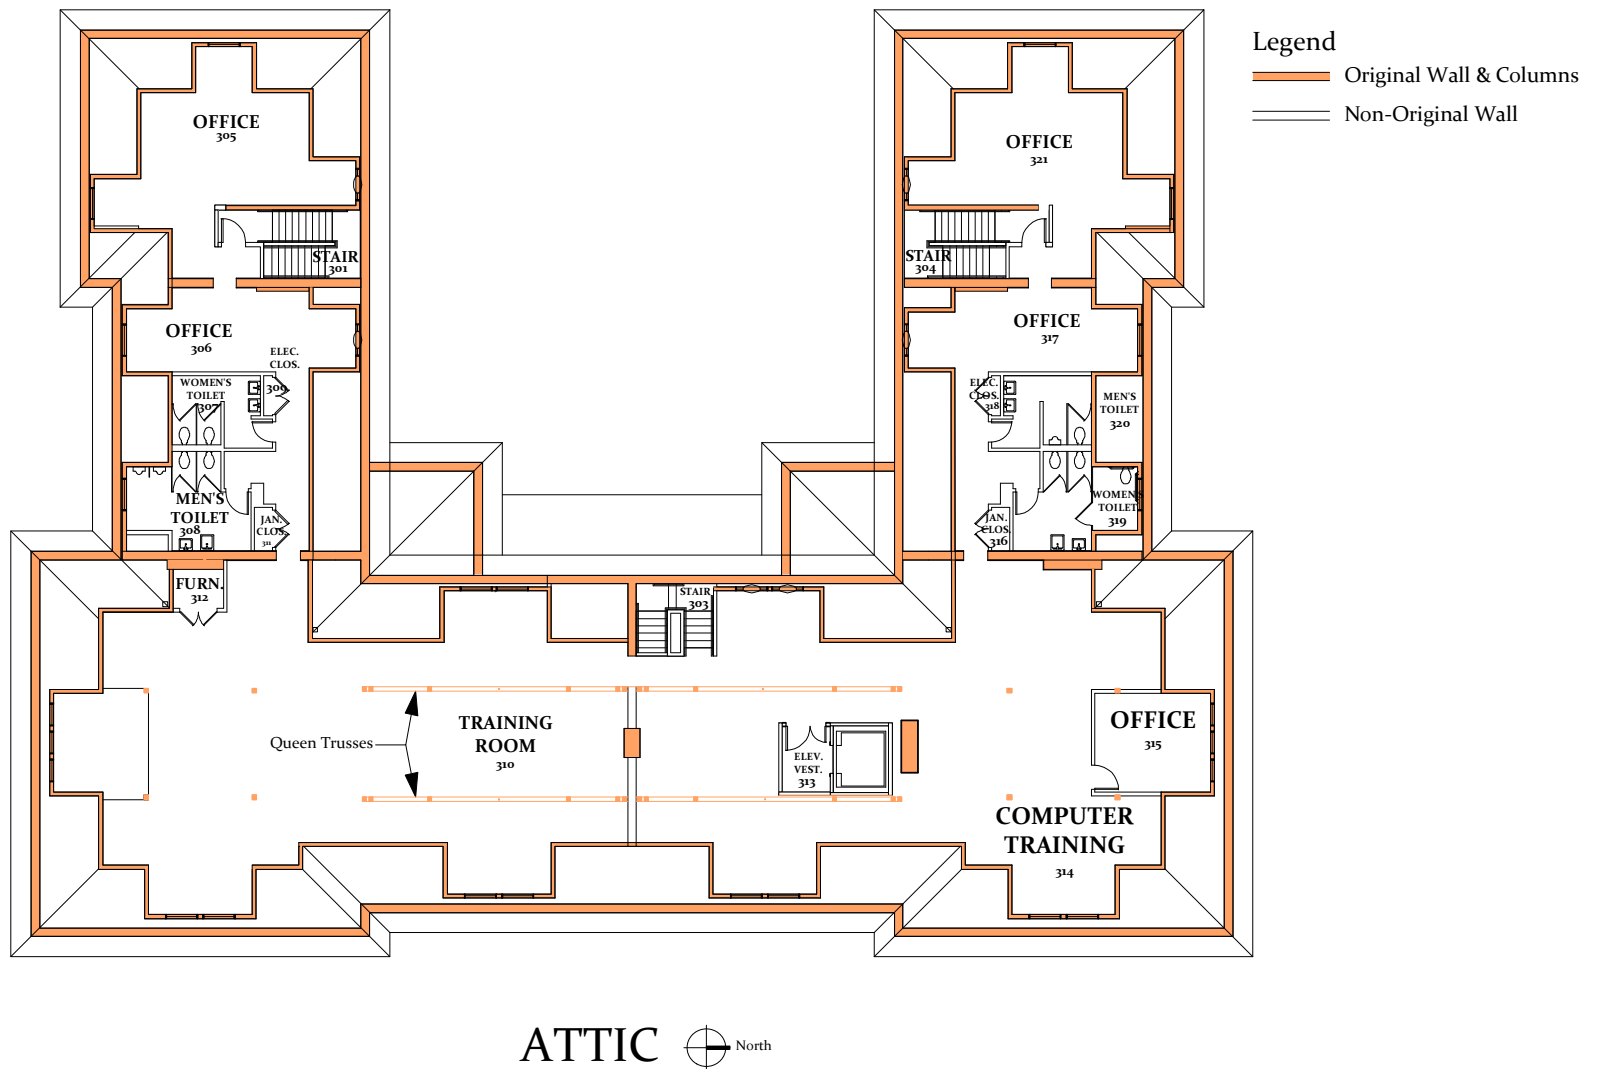 Legend
Original Wall & Columns
Non-Original Wall
OFFICE
305
OFFICE
321
STAIR
301
STAIR
304
OFFICE
306
OFFICE
317
ELEC.
CLOS.
309
WOMEN'S
TOILET
307
ELEC.
CLOS.
318
MEN'S
TOILET
320
MEN'S
TOILET
308
JAN.
CLOS.
311
JAN.
CLOS.
316
WOMEN'S
TOILET
319
FURN.
312
STAIR
303
Queen Trusses
TRAINING
ROOM
310
ELEV.
VEST.
313
OFFICE
315
COMPUTER
TRAINING
314
ATTIC
North